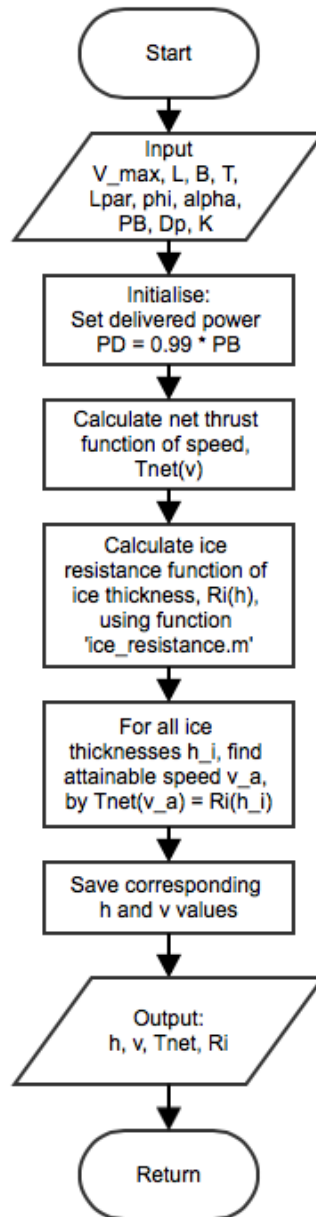 Start
Input
V_max, L, B, T,
Lpar, phi, alpha,
PB, Dp, K
Initialise:
Set delivered power
PD = 0.99 * PB
Calculate net thrust
function of speed,
Tnet(v)
Calculate ice
resistance function of
ice thickness, Ri(h),
using function
'ice_resistance.m'
For all ice
thicknesses h_i, find
attainable speed v_a,
by Tnet(v_a) = Ri(h_i)
Save corresponding
h and v values
Output:
h, v, Tnet, Ri
Return